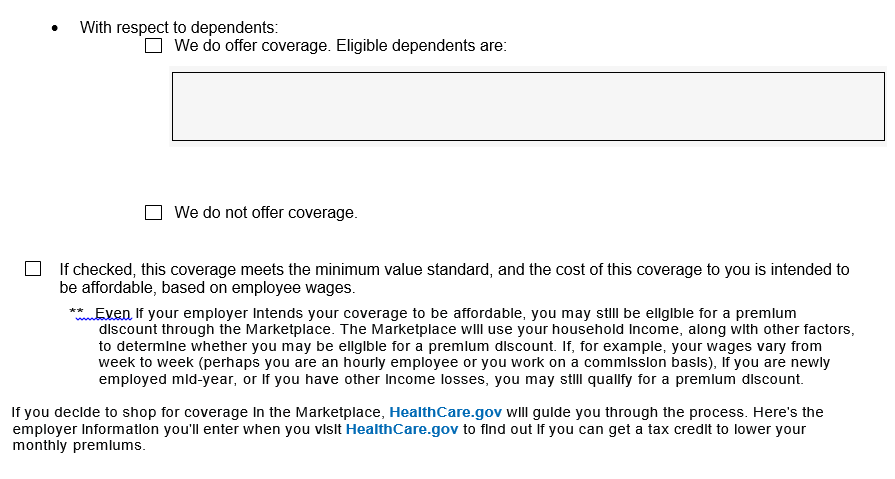 • With respect to dependents:
☐ We do offer coverage. Eligible dependents are:
☐ We do not offer coverage.
☐ If checked, this coverage meets the minimum value standard, and the cost of this coverage to you is intended to
be affordable, based on employee wages.
** Even if your employer intends your coverage to be affordable, you may still be eligible for a premium
discount through the Marketplace. The Marketplace will use your household income, along with other factors,
to determine whether you may be eligible for a premium discount. If, for example, your wages vary from
week to week (perhaps you are an hourly employee or you work on a commission basis), if you are newly
employed mid-year, or if you have other income losses, you may still qualify for a premium discount.
If you decide to shop for coverage in the Marketplace, HealthCare.gov will guide you through the process. Here's the
employer information you'll enter when you visit HealthCare.gov to find out if you can get a tax credit to lower your
monthly premiums.